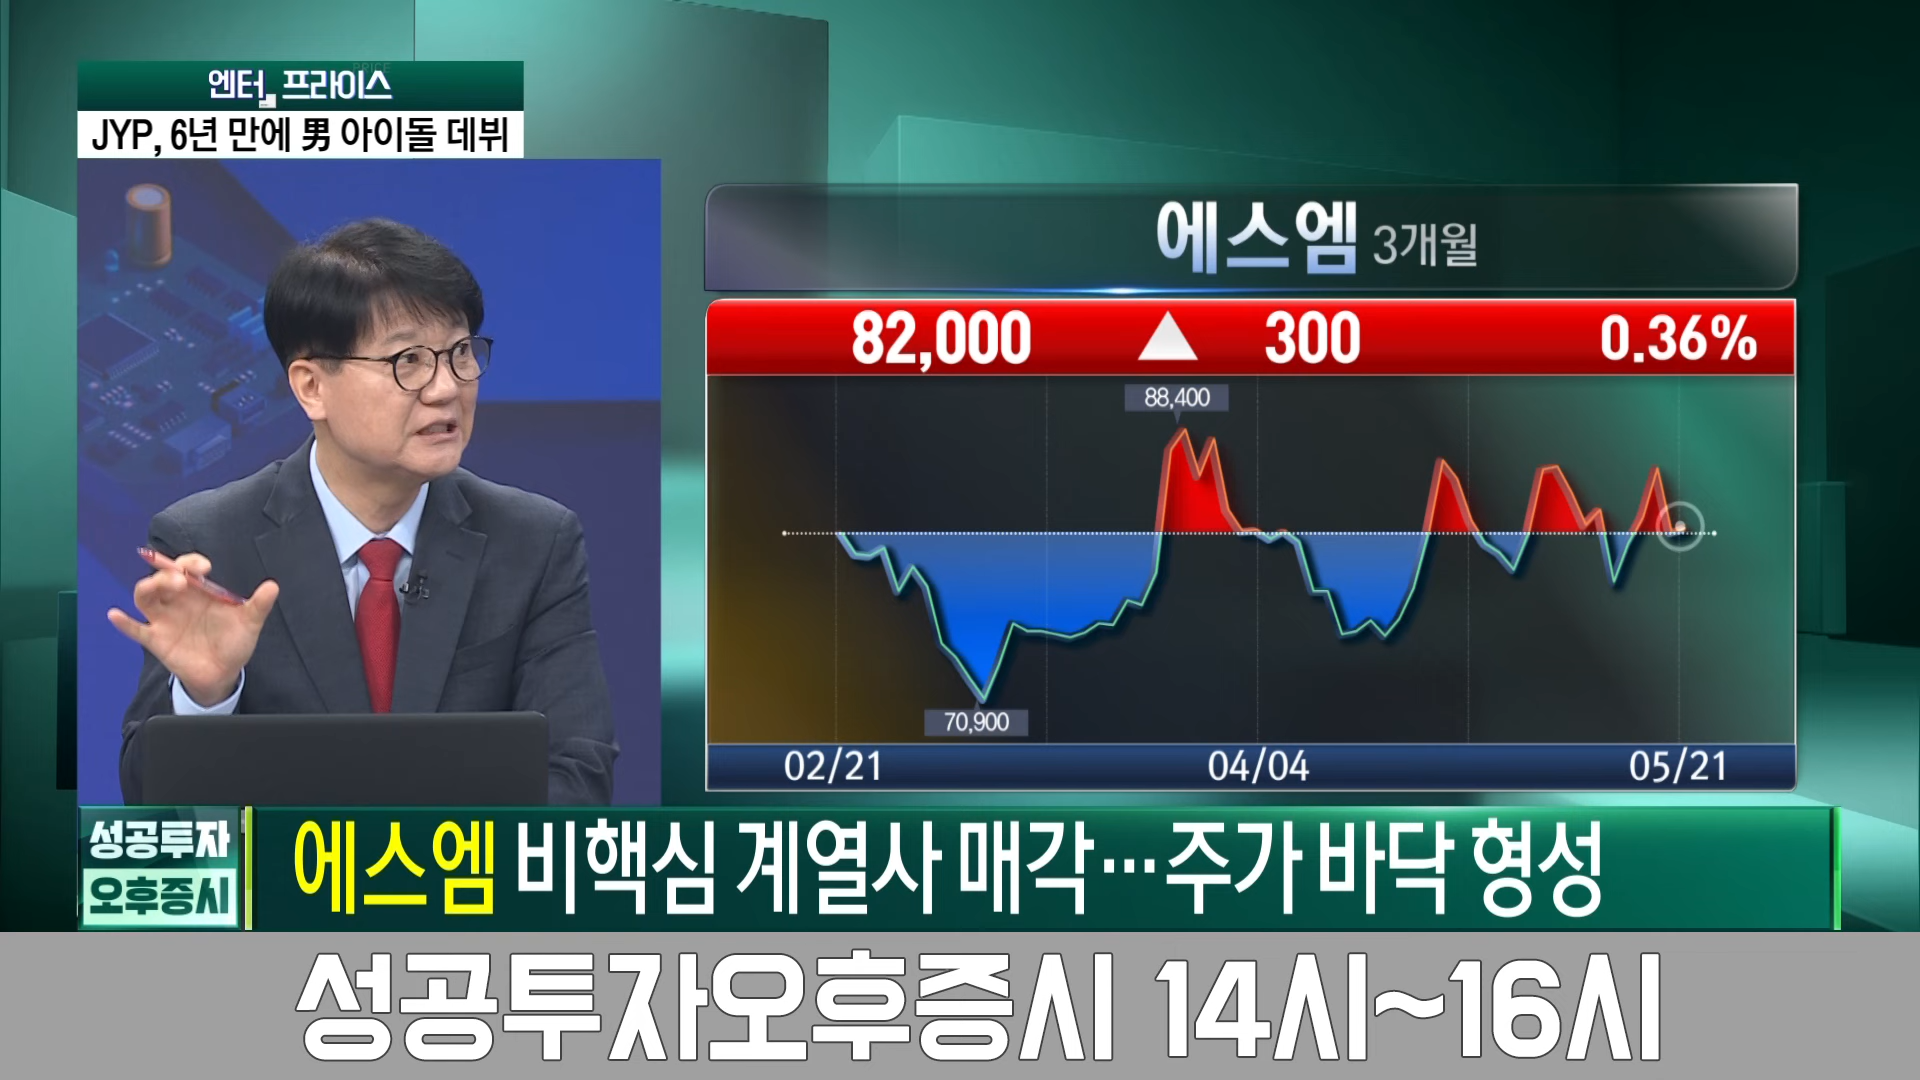 PRICE
엔터 프라이스
JYP, 6년 만에 男 아이돌 데뷔
에스엠 3개월
82,000 ▲ 300 0.36%
88,400
70,900
02/21 04/04 05/21
성공투자
오후증시
에스엠 비핵심 계열사 매각…주가 바닥 형성
성공투자오후증시 14시~16시